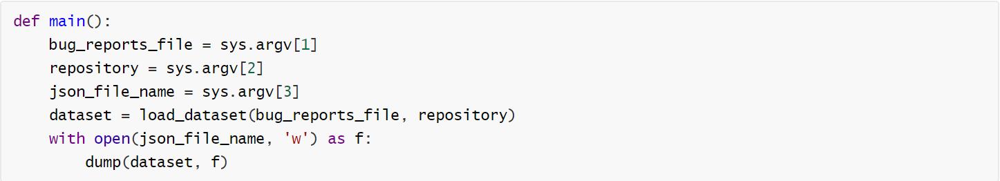 def main():
    bug_reports_file = sys.argv[1]
    repository = sys.argv[2]
    json_file_name = sys.argv[3]
    dataset = load_dataset(bug_reports_file, repository)
    with open(json_file_name, 'w') as f:
        dump(dataset, f)